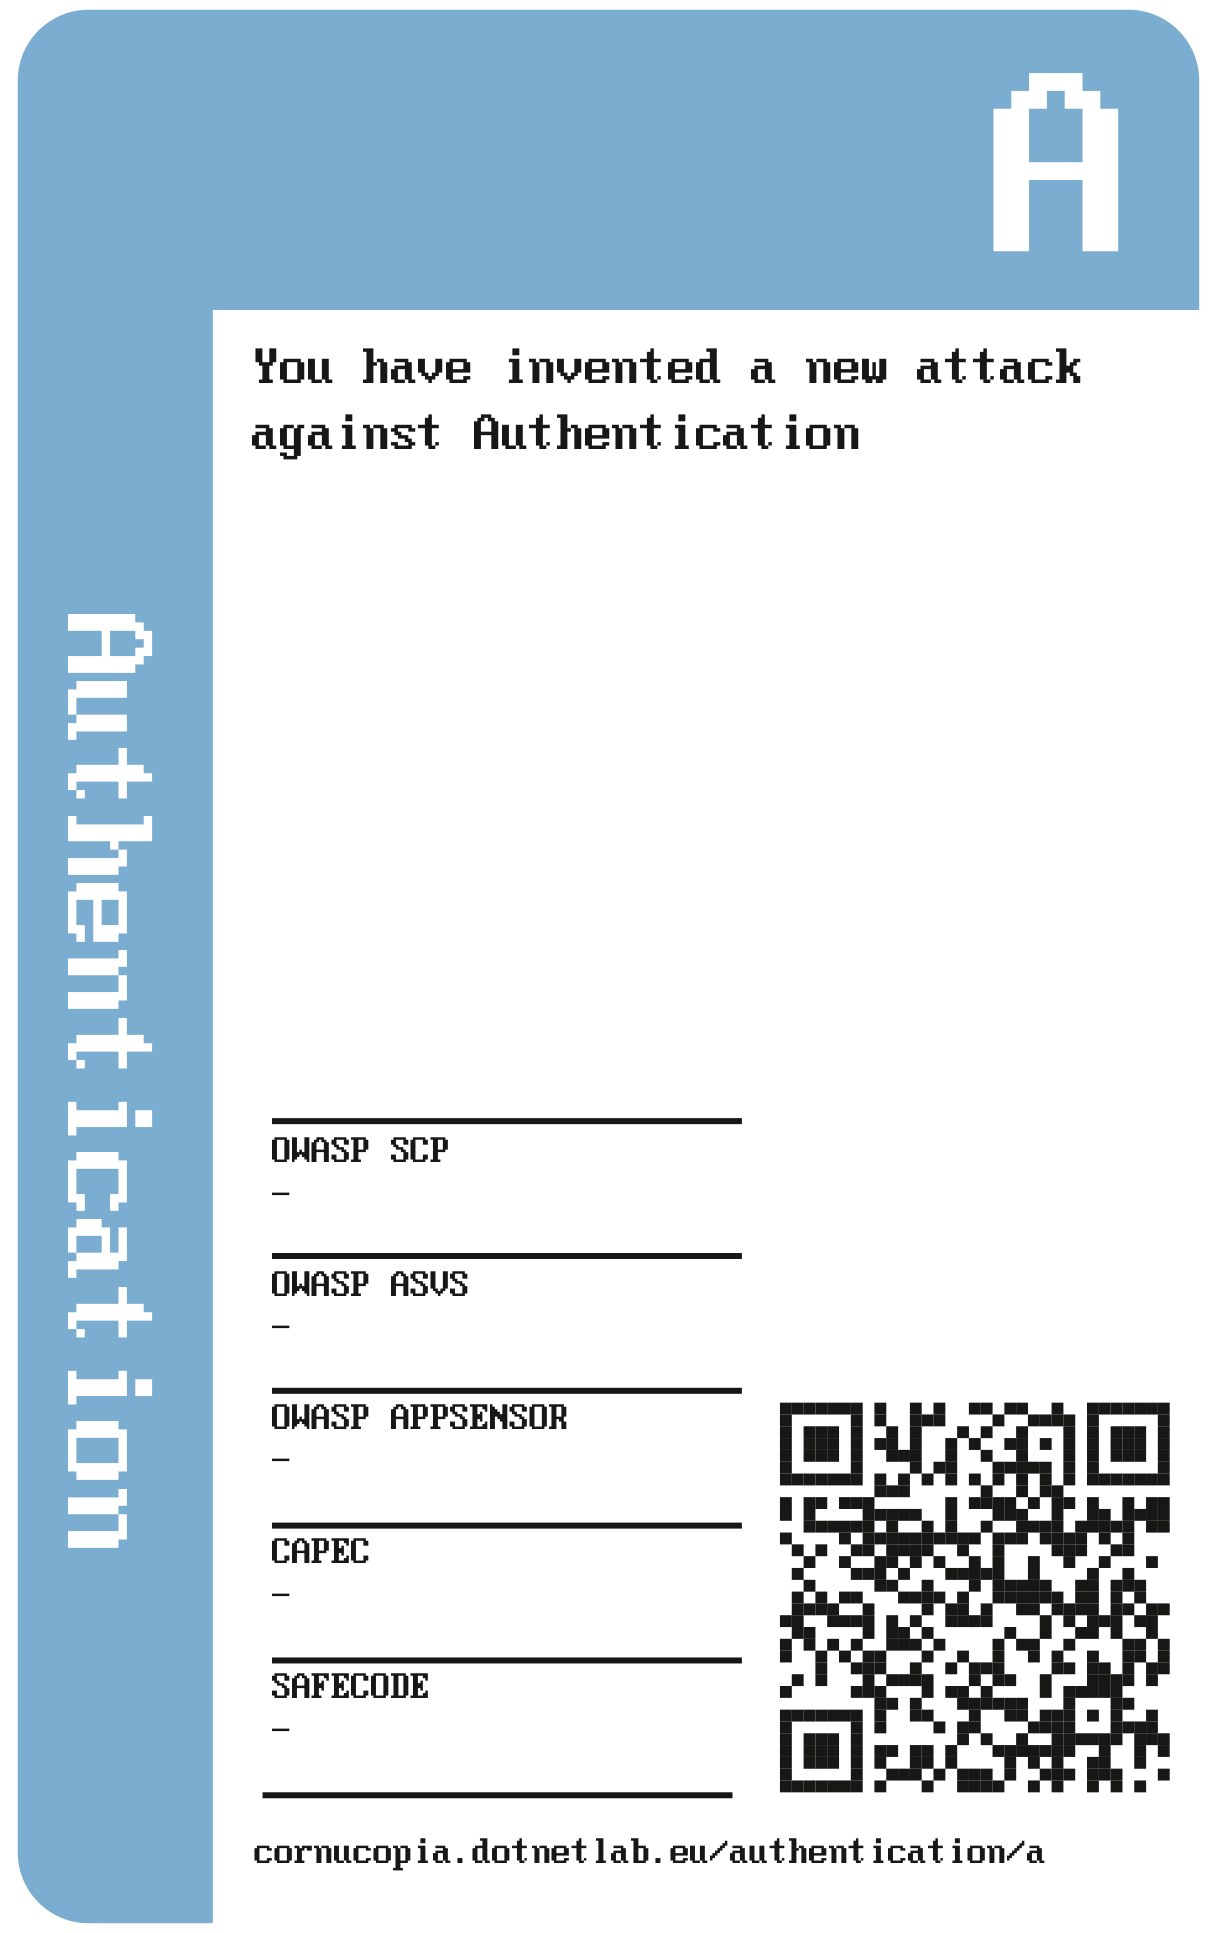 A
You have invented a new attack
against Authentication
Authentication
OWASP SCP
–
OWASP ASVS
–
OWASP APPSENSOR
–
CAPEC
–
SAFECODE
–
cornucopia.dotnetlab.eu/authentication/a